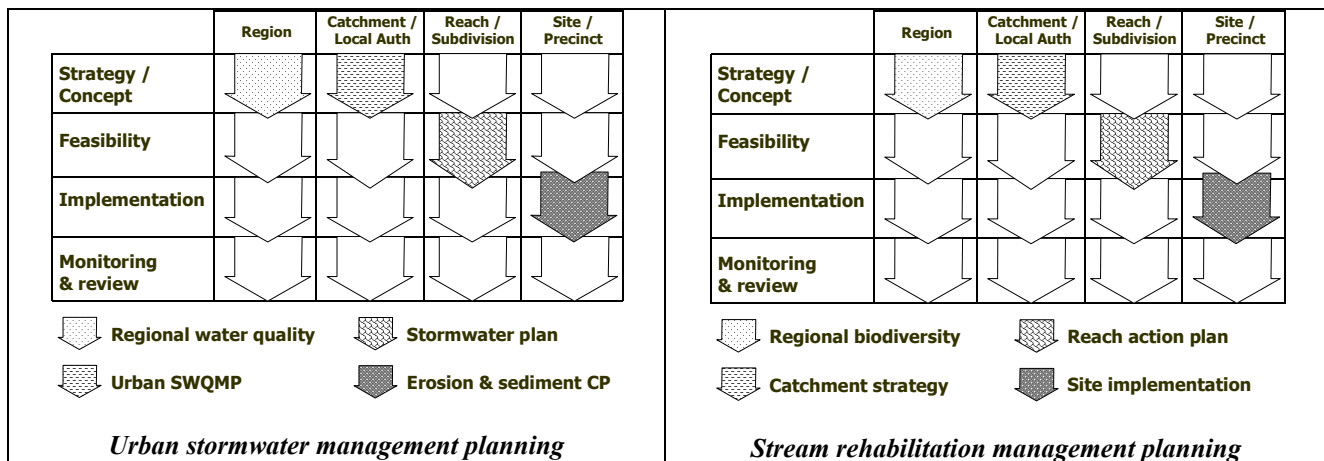 Region
Catchment /
Local Auth
Reach /
Subdivision
Site /
Precinct
Strategy /
Concept
Feasibility
Implementation
Monitoring
& review
Regional water quality
Stormwater plan
Urban SWQMP
Erosion & sediment CP
Urban stormwater management planning
Region
Catchment /
Local Auth
Reach /
Subdivision
Site /
Precinct
Strategy /
Concept
Feasibility
Implementation
Monitoring
& review
Regional biodiversity
Reach action plan
Catchment strategy
Site implementation
Stream rehabilitation management planning